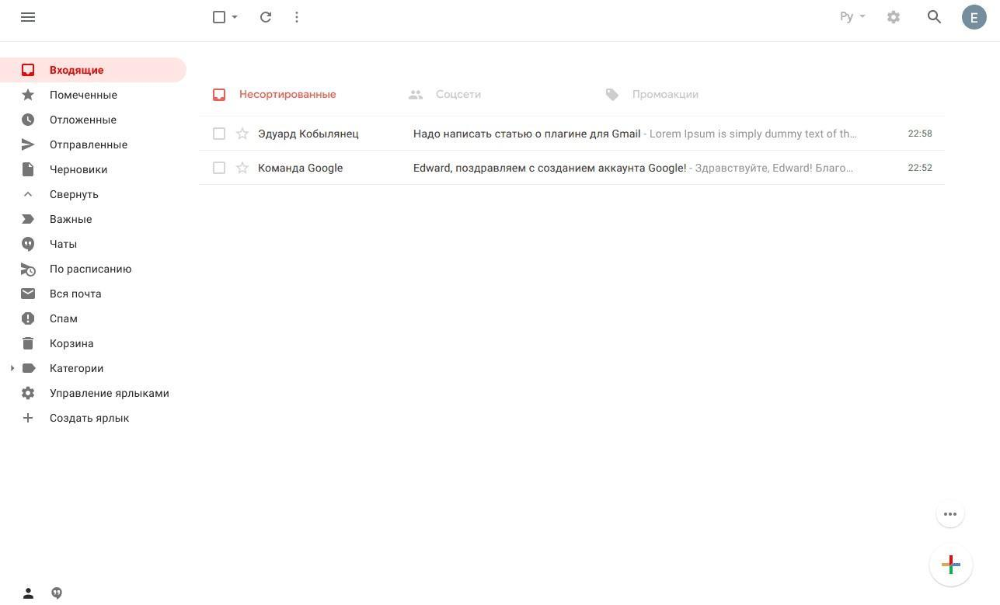 Ру
E
Входящие
Помеченные
Отложенные
Отправленные
Черновики
Свернуть
Важные
Чаты
По расписанию
Вся почта
Спам
Корзина
Категории
Управление ярлыками
Создать ярлык
Несортированные Соцсети Промоакции
Эдуард Кобылянец Надо написать статью о плагине для Gmail - Lorem Ipsum is simply dummy text of th... 22:58
Команда Google Edward, поздравляем с созданием аккаунта Google! - Здравствуйте, Edward! Благо... 22:52